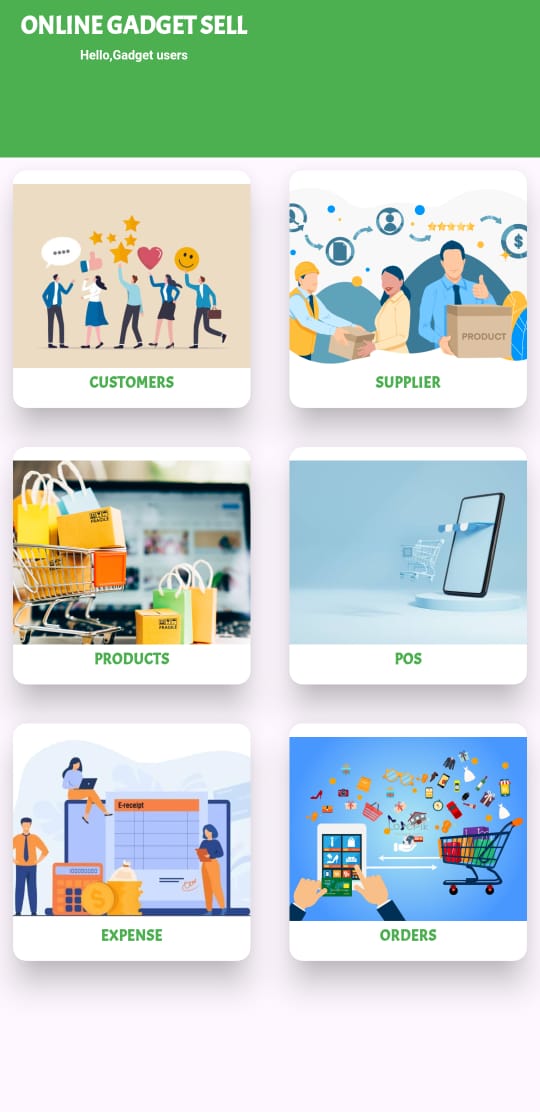 ONLINE GADGET SELL
Hello,Gadget users
CUSTOMERS
PRODUCT
SUPPLIER
FRAGILE
FRAGILE
PRODUCTS
POS
E-receipt
EXPENSE
ORDERS